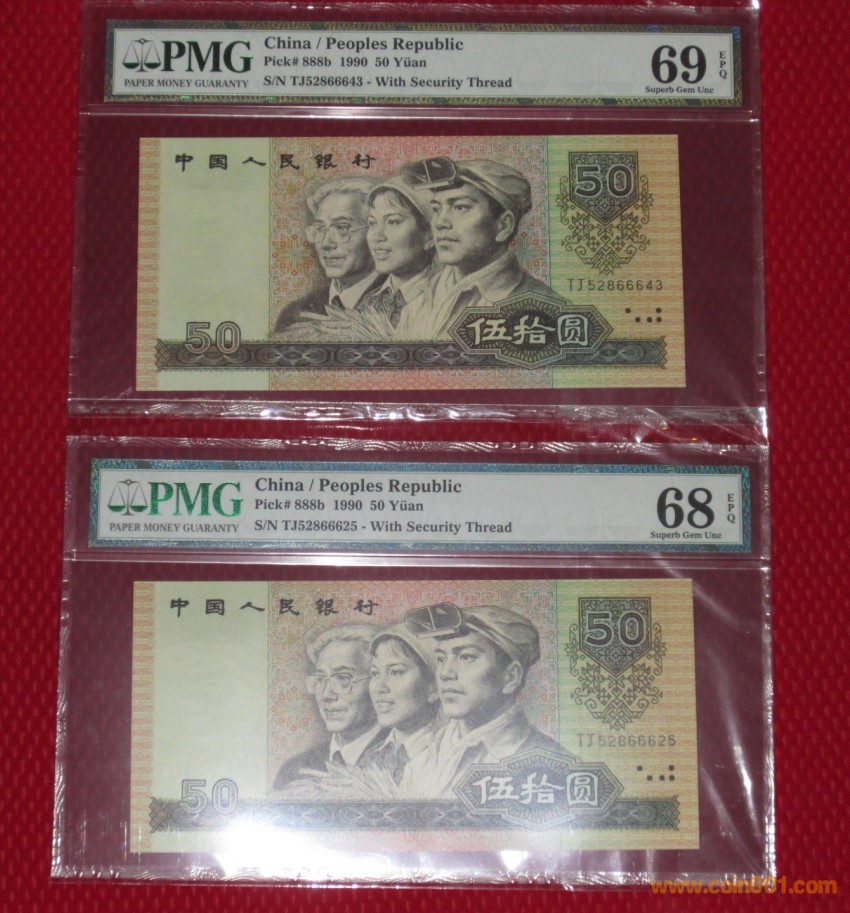 PMG
PAPER MONEY GUARANTY
China / Peoples Republic
Pick# 888b 1990 50 Yüan
S/N TJ52866643 - With Security Thread
69
EPQ
Superb Gem Unc
中国人民银行
50
TJ52866643
50
伍拾圆
PMG
PAPER MONEY GUARANTY
China / Peoples Republic
Pick# 888b 1990 50 Yüan
S/N TJ52866625 - With Security Thread
68
EPQ
Superb Gem Unc
中国人民银行
50
TJ52866625
50
伍拾圆
www.coin001.com